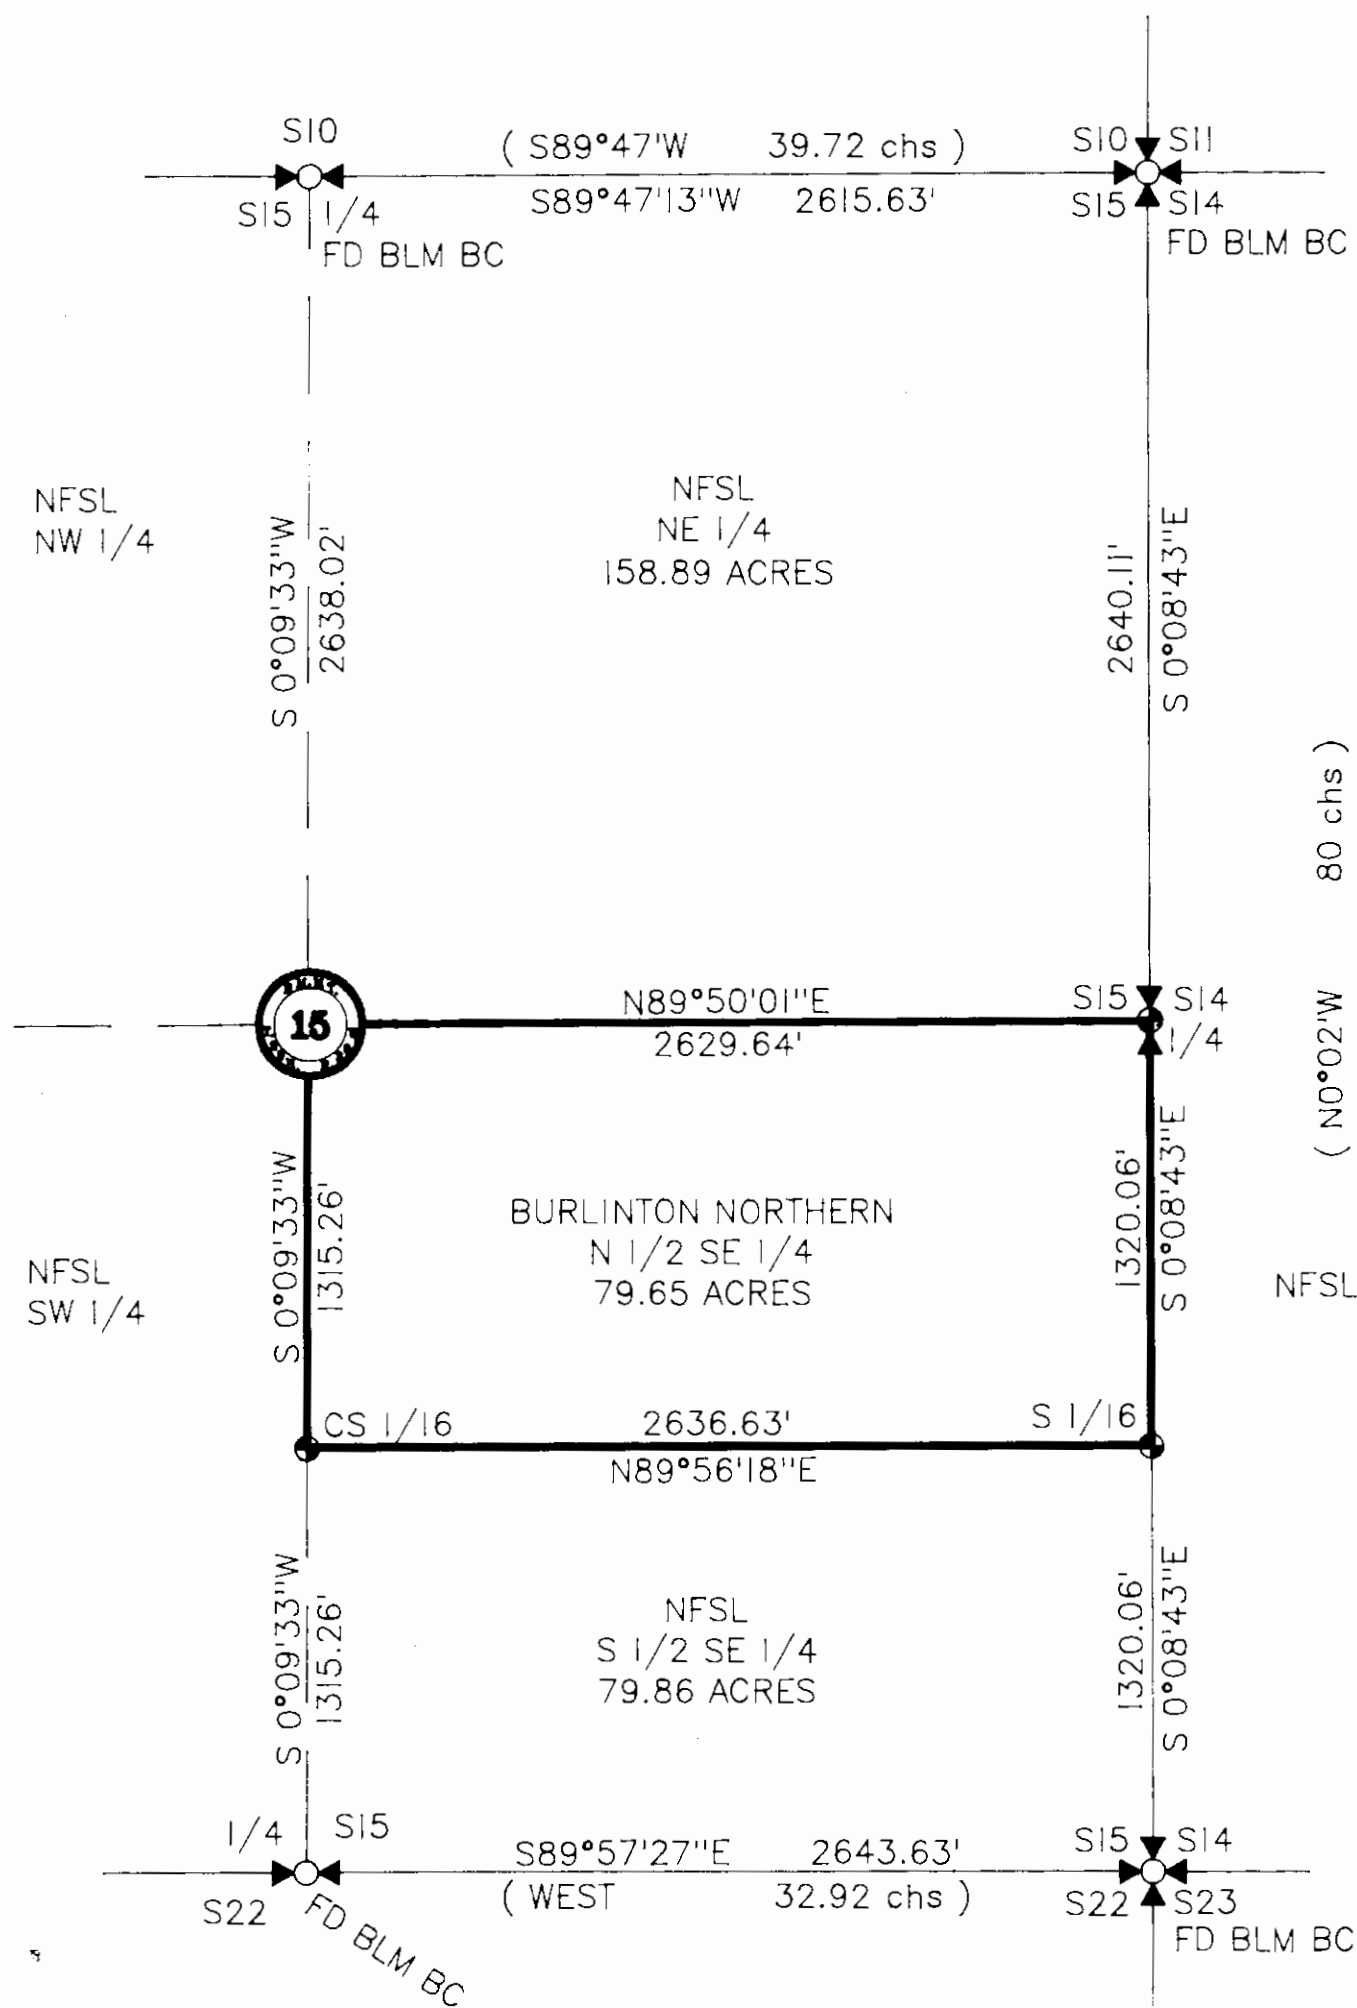 S10
( S89°47'W 39.72 chs )
S10 S11
S15 1/4
S89°47'13"W 2615.63'
S15 S14
FD BLM BC
FD BLM BC
NFSL
NW 1/4
S 0°09'33"W
2638.02'
NFSL
NE 1/4
158.89 ACRES
2640.11'
S 0°08'43"E
( N0°02'W 80 chs )
15
N89°50'01"E
2629.64'
S15 S14
1/4
NFSL
SW 1/4
S 0°09'33"W
1315.26'
BURLINTON NORTHERN
N 1/2 SE 1/4
79.65 ACRES
1320.06'
S 0°08'43"E
NFSL
CS 1/16
2636.63'
S 1/16
N89°56'18"E
S 0°09'33"W
1315.26'
NFSL
S 1/2 SE 1/4
79.86 ACRES
1320.06'
S 0°08'43"E
1/4 S15
S89°57'27"E 2643.63'
S15 S14
S22
( WEST 32.92 chs )
S22 S23
FD BLM BC
FD BLM BC